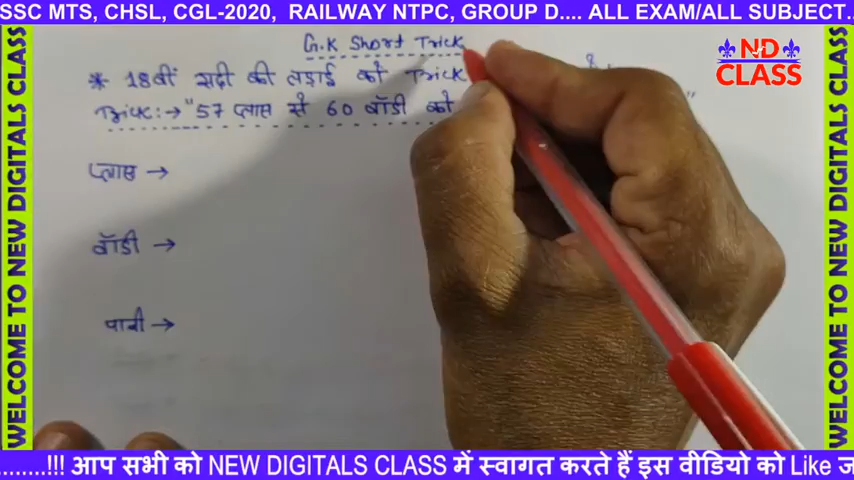 SSC MTS, CHSL, CGL-2020, RAILWAY NTPC, GROUP D.... ALL EXAM/ALL SUBJECT..
ND
CLASS
G.K Short Trick
* 18वीं सदी की लड़ाई को Trick
Trick:→ "57 प्लास से 60 बॉडी को
प्लास →
बॉडी →
पानी →
WELCOME TO NEW DIGITALS CLASS
WELCOME TO NEW DIGITALS CLASS
........!!! आप सभी को NEW DIGITALS CLASS में स्वागत करते हैं इस वीडियो को Like ज